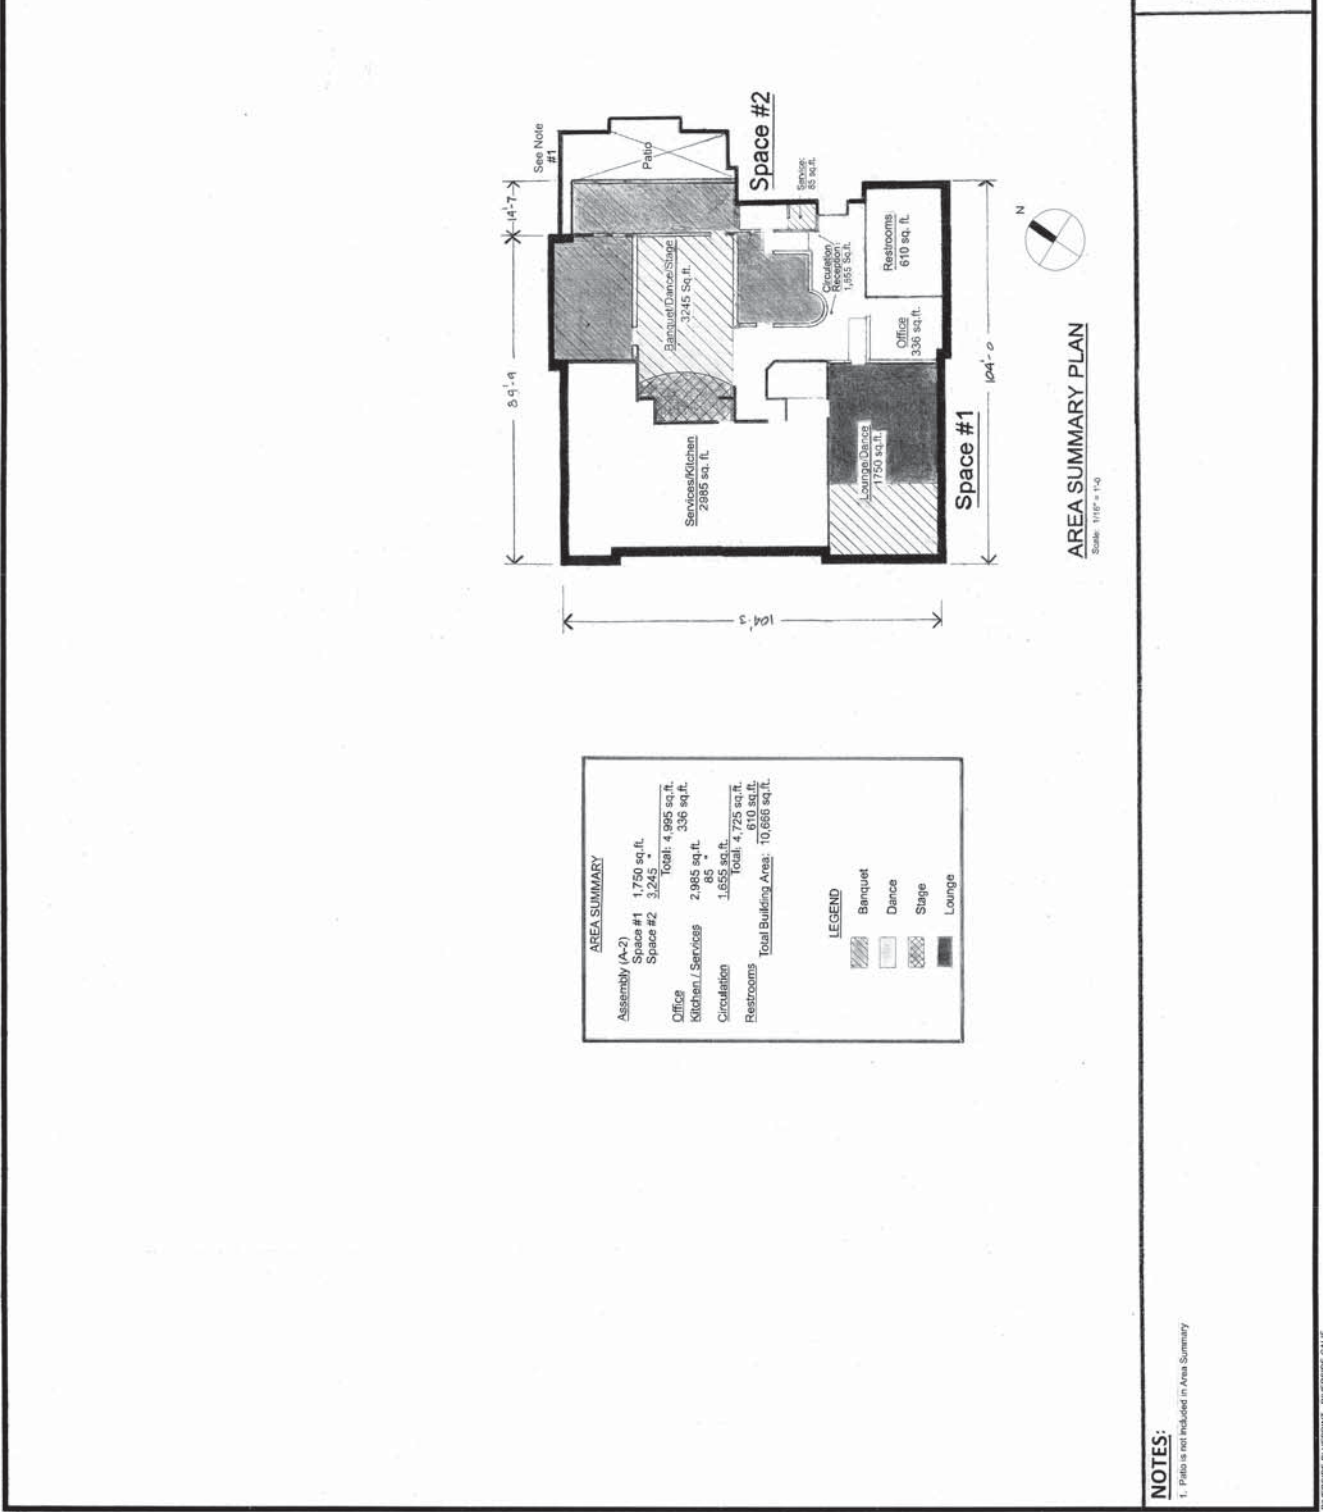 See Note
#1
14'-7
89'-9
Patio
Space #2
Service:
85 sq.ft.
Banquet/Dance/Stage
3245 Sq.ft.
Circulation
Reception
Restrooms
610 sq. ft.
Office
336 sq.ft.
Services/Kitchen
2985 sq. ft.
Lounge/Dance
1750 sq.ft.
Space #1
104'-0
104'-3
N
AREA SUMMARY PLAN
Scale: 1/16" = 1'-0
AREA SUMMARY
Assembly (A-2)
Space #1 1,750 sq.ft.
Space #2 3,245 "
Total: 4,995 sq.ft.
Office 336 sq.ft.
Kitchen / Services 2,985 sq.ft.
85 "
Circulation 1,655 sq.ft.
Total: 4,725 sq.ft.
Restrooms 610 sq.ft.
Total Building Area: 10,666 sq.ft.
LEGEND
Banquet
Dance
Stage
Lounge
NOTES:
1. Patio is not included in Area Summary